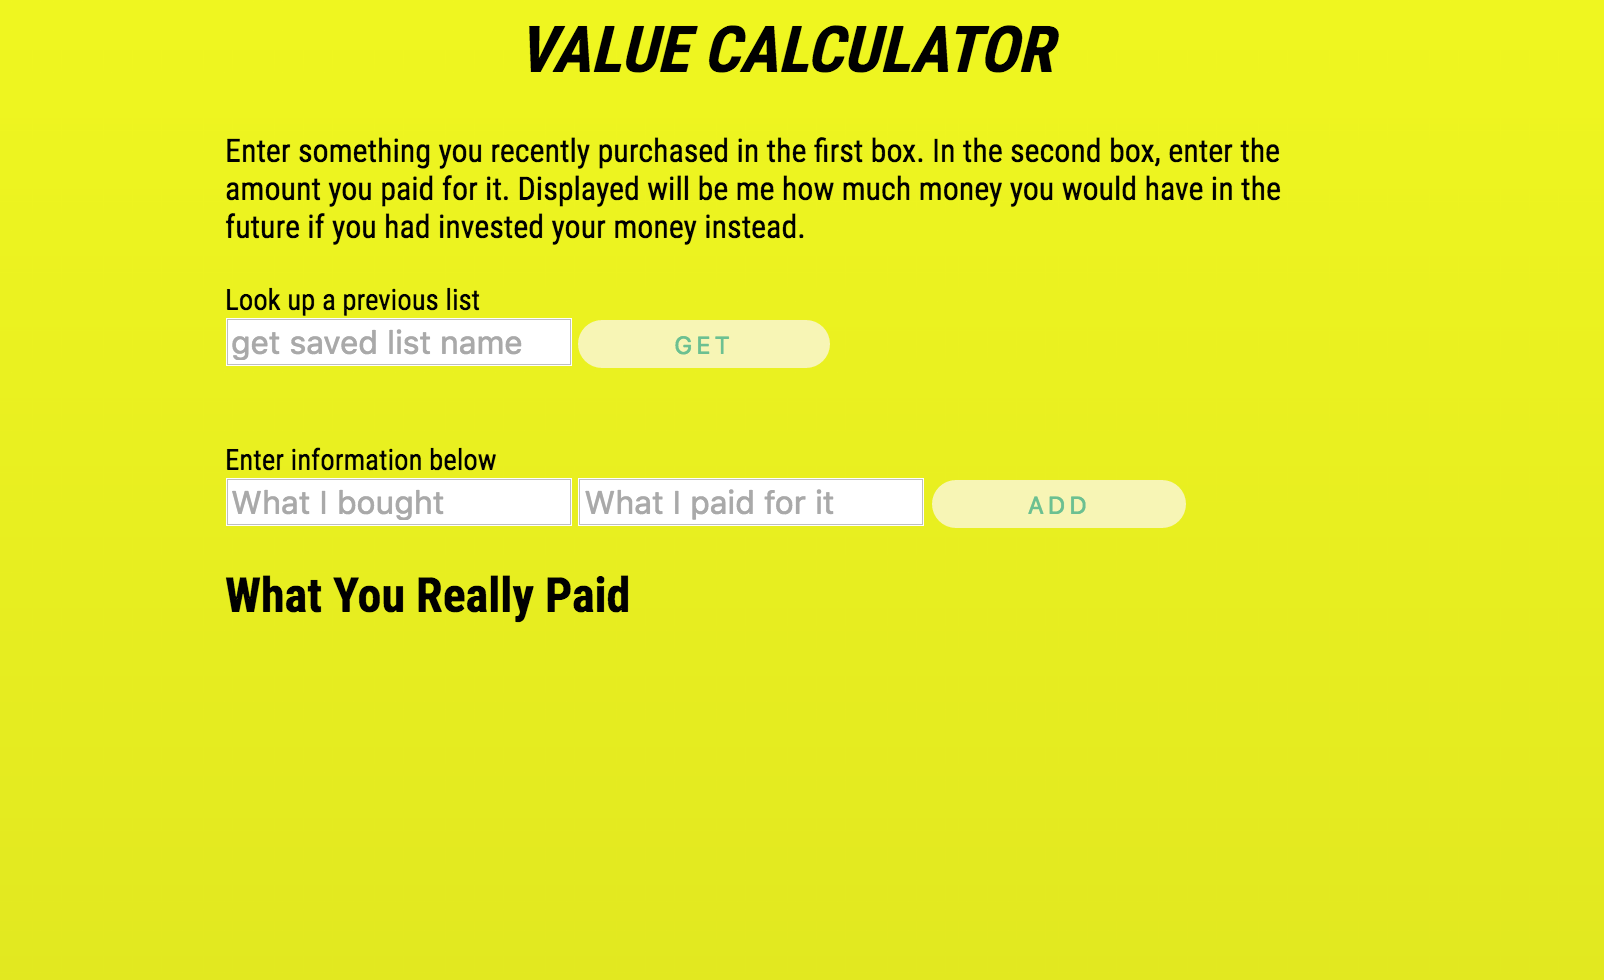 VALUE CALCULATOR
Enter something you recently purchased in the first box. In the second box, enter the
amount you paid for it. Displayed will be me how much money you would have in the
future if you had invested your money instead.
Look up a previous list
get saved list name GET
Enter information below
What I bought What I paid for it ADD
What You Really Paid